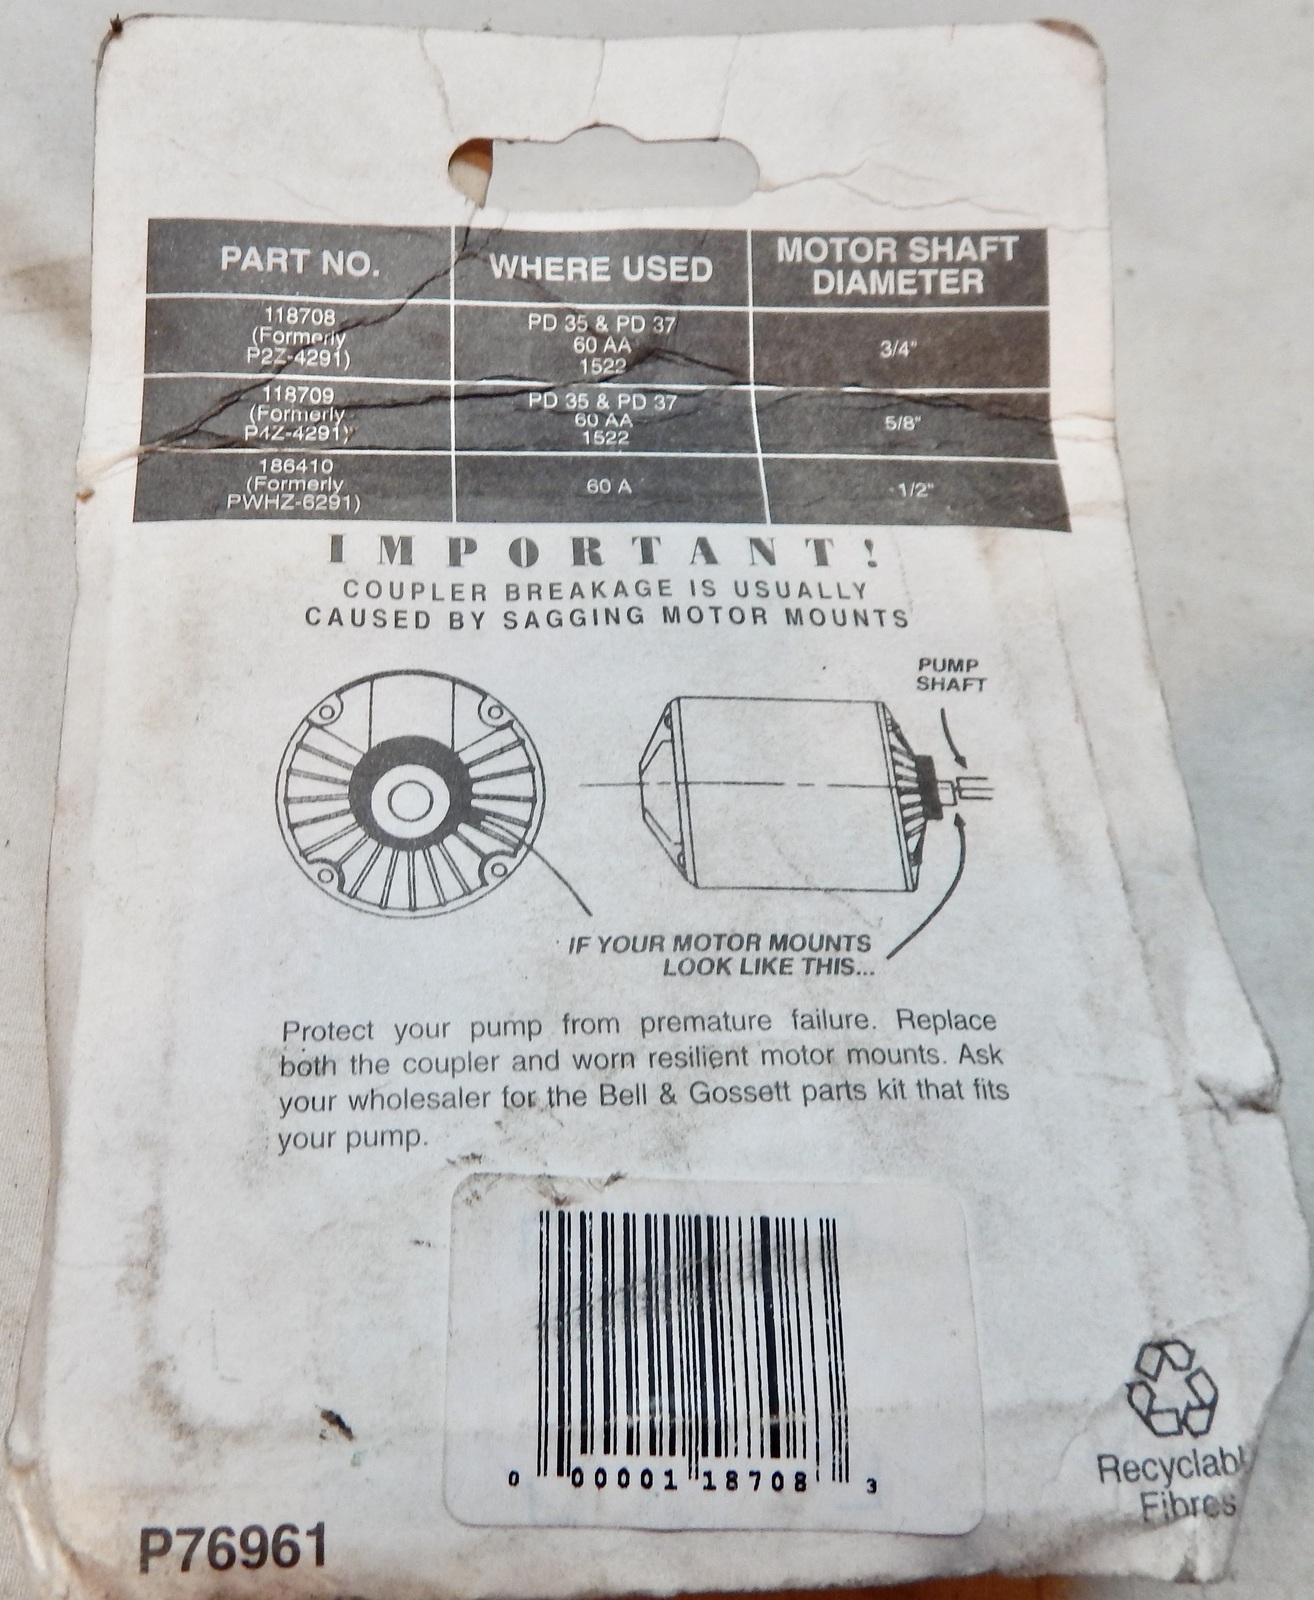 PART NO.
WHERE USED
MOTOR SHAFT
DIAMETER
118708
(Formerly
P2Z-4291)
PD 35 & PD 37
60 AA
1522
3/4"
118709
(Formerly
P4Z-4291)
PD 35 & PD 37
60 AA
1522
5/8"
186410
(Formerly
PWHZ-6291)
60 A
1/2"
IMPORTANT!
COUPLER BREAKAGE IS USUALLY
CAUSED BY SAGGING MOTOR MOUNTS
PUMP
SHAFT
IF YOUR MOTOR MOUNTS
LOOK LIKE THIS...
Protect your pump from premature failure. Replace
both the coupler and worn resilient motor mounts. Ask
your wholesaler for the Bell & Gossett parts kit that fits
your pump.
0 00001 18708 3
Recyclabl
Fibres
P76961